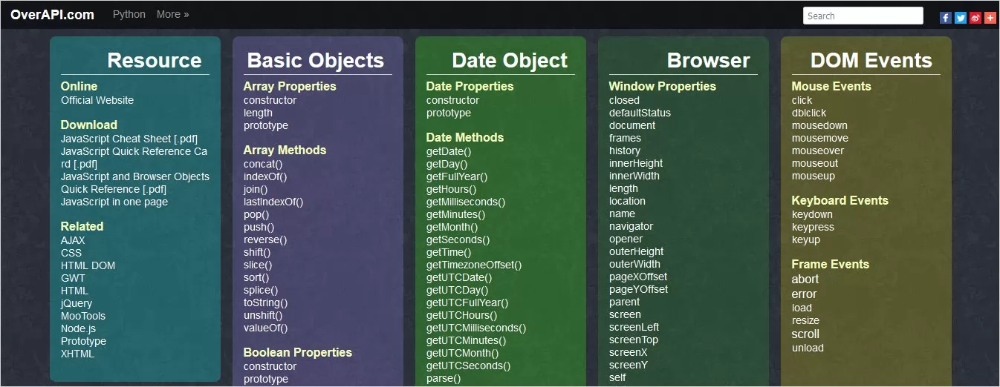 OverAPI.com
Python
More »
Search
Resource
Online
Official Website
Download
JavaScript Cheat Sheet [.pdf]
JavaScript Quick Reference Ca
rd [.pdf]
JavaScript and Browser Objects
Quick Reference [.pdf]
JavaScript in one page
Related
AJAX
CSS
HTML DOM
GWT
HTML
jQuery
MooTools
Node.js
Prototype
XHTML
Basic Objects
Array Properties
constructor
length
prototype
Array Methods
concat()
indexOf()
join()
lastIndexOf()
pop()
push()
reverse()
shift()
slice()
sort()
splice()
toString()
unshift()
valueOf()
Boolean Properties
constructor
prototype
Date Object
Date Properties
constructor
prototype
Date Methods
getDate()
getDay()
getFullYear()
getHours()
getMilliseconds()
getMinutes()
getMonth()
getSeconds()
getTime()
getTimezoneOffset()
getUTCDate()
getUTCDay()
getUTCFullYear()
getUTCHours()
getUTCMilliseconds()
getUTCMinutes()
getUTCMonth()
getUTCSeconds()
parse()
Browser
Window Properties
closed
defaultStatus
document
frames
history
innerHeight
innerWidth
length
location
name
navigator
opener
outerHeight
outerWidth
pageXOffset
pageYOffset
parent
screen
screenLeft
screenTop
screenX
screenY
self
DOM Events
Mouse Events
click
dblclick
mousedown
mousemove
mouseover
mouseout
mouseup
Keyboard Events
keydown
keypress
keyup
Frame Events
abort
error
load
resize
scroll
unload